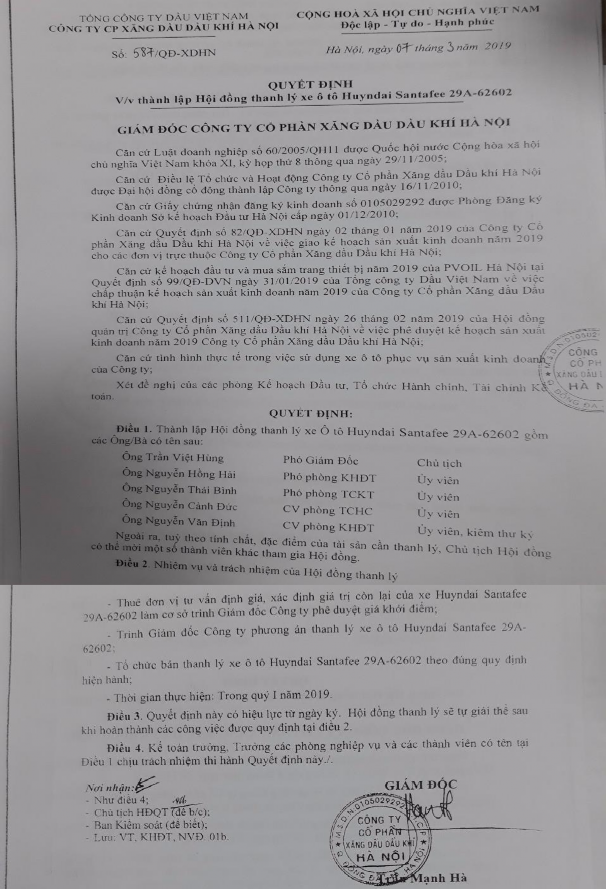 TỔNG CÔNG TY DẦU VIỆT NAM
CÔNG TY CP XĂNG DẦU DẦU KHÍ HÀ NỘI
CỘNG HOÀ XÃ HỘI CHỦ NGHĨA VIỆT NAM
Độc lập - Tự do - Hạnh phúc
Số: 587/QĐ-XDHN
Hà Nội, ngày 07 tháng 3 năm 2019
QUYẾT ĐỊNH
V/v thành lập Hội đồng thanh lý xe ô tô Huyndai Santafee 29A-62602
GIÁM ĐỐC CÔNG TY CỔ PHẦN XĂNG DẦU DẦU KHÍ HÀ NỘI
Căn cứ Luật doanh nghiệp số 60/2005/QH11 được Quốc hội nước Cộng hòa xã hội
chủ nghĩa Việt Nam khóa XI, kỳ họp thứ 8 thông qua ngày 29/11/2005;
Căn cứ Điều lệ Tổ chức và Hoạt động Công ty Cổ phần Xăng dầu Dầu khí Hà Nội
được Đại hội đồng cổ đông thành lập Công ty thông qua ngày 16/11/2010;
Căn cứ Giấy chứng nhận đăng ký kinh doanh số 0105029292 được Phòng Đăng ký
Kinh doanh Sở kế hoạch Đầu tư Hà Nội cấp ngày 01/12/2010;
Căn cứ Quyết định số 82/QĐ-XDHN ngày 02 tháng 01 năm 2019 của Công ty Cổ
phần Xăng dầu Dầu khí Hà Nội về việc giao kế hoạch sản xuất kinh doanh năm 2019
cho các đơn vị trực thuộc Công ty Cổ phần Xăng dầu Dầu khí Hà Nội;
Căn cứ kế hoạch đầu tư và mua sắm trang thiết bị năm 2019 của PVOIL Hà Nội tại
Quyết định số 99/QĐ-DVN ngày 31/01/2019 của Tổng công ty Dầu Việt Nam về việc
chấp thuận kế hoạch sản xuất kinh doanh năm 2019 của Công ty Cổ phần Xăng dầu Dầu
khí Hà Nội;
Căn cứ Quyết định số 511/QĐ-XDHN ngày 26 tháng 02 năm 2019 của Hội đồng
quản trị Công ty Cổ phần Xăng dầu Dầu khí Hà Nội về việc phê duyệt kế hoạch sản xuất
kinh doanh năm 2019 Công ty Cổ phần Xăng dầu Dầu khí Hà Nội;
Căn cứ tình hình thực tế trong việc sử dụng xe ô tô phục vụ sản xuất kinh doanh
của Công ty;
Xét đề nghị của các phòng Kế hoạch Đầu tư, Tổ chức Hành chính, Tài chính Kế
toán.
CÔNG
CỔ PH
XĂNG DẦU
HÀ N
QUYẾT ĐỊNH:
Điều 1. Thành lập Hội đồng thanh lý xe Ô tô Huyndai Santafee 29A-62602 gồm
các Ông/Bà có tên sau:
Ông Trần Việt Hùng Phó Giám Đốc Chủ tịch
Ông Nguyễn Hồng Hải Phó phòng KHĐT Ủy viên
Ông Nguyễn Thái Bình Phó phòng TCKT Ủy viên
Ông Nguyễn Cảnh Đức CV phòng TCHC Ủy viên
Ông Nguyễn Văn Định CV phòng KHĐT Ủy viên, kiêm thư ký
Ngoài ra, tuỳ theo tính chất, đặc điểm của tài sản cần thanh lý, Chủ tịch Hội đồng
có thể mời một số thành viên khác tham gia Hội đồng.
Điều 2. Nhiệm vụ và trách nhiệm của Hội đồng thanh lý
- Thuê đơn vị tư vấn định giá, xác định giá trị còn lại của xe Huyndai Santafee
29A-62602 làm cơ sở trình Giám đốc Công ty phê duyệt giá khởi điểm;
- Trình Giám đốc Công ty phương án thanh lý xe ô tô Huyndai Santafee 29A-
62602;
- Tổ chức bán thanh lý xe ô tô Huyndai Santafee 29A-62602 theo đúng quy định
hiện hành;
- Thời gian thực hiện: Trong quý I năm 2019.
Điều 3. Quyết định này có hiệu lực từ ngày ký. Hội đồng thanh lý sẽ tự giải thể sau
khi hoàn thành các công việc được quy định tại điều 2.
Điều 4. Kế toán trưởng, Trưởng các phòng nghiệp vụ và các thành viên có tên tại
Điều 1 chịu trách nhiệm thi hành Quyết định này./.
Nơi nhận:
- Như điều 4;
- Chủ tịch HĐQT (để b/c);
- Ban Kiểm soát (để biết);
- Lưu: VT, KHĐT, NVĐ. 01b.
GIÁM ĐỐC
M.S.D.N:0105029292
CÔNG TY
CỔ PHẦN
XĂNG DẦU DẦU KHÍ
HÀ NỘI
Trần Mạnh Hà